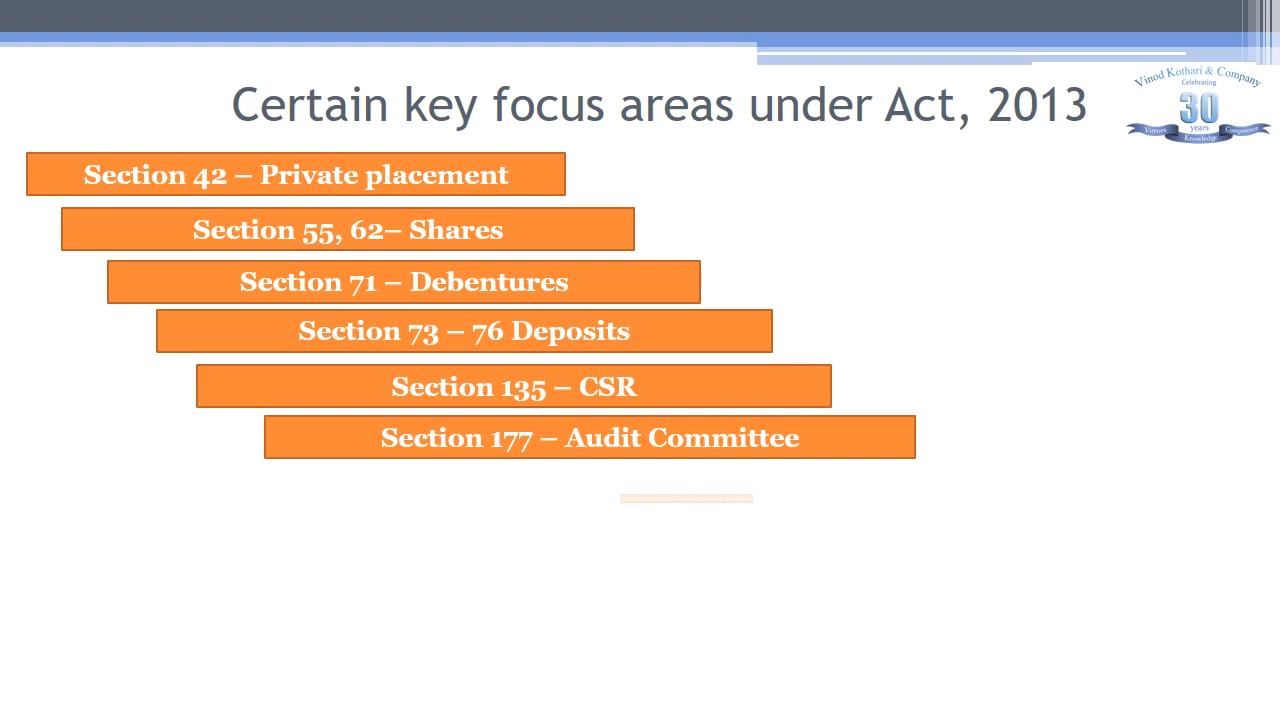 Certain key focus areas under Act, 2013
Vinod Kothari & Company
Celebrating
30
years
Virtues
Knowledge
Competence
Section 42 – Private placement
Section 55, 62– Shares
Section 71 – Debentures
Section 73 – 76 Deposits
Section 135 – CSR
Section 177 – Audit Committee